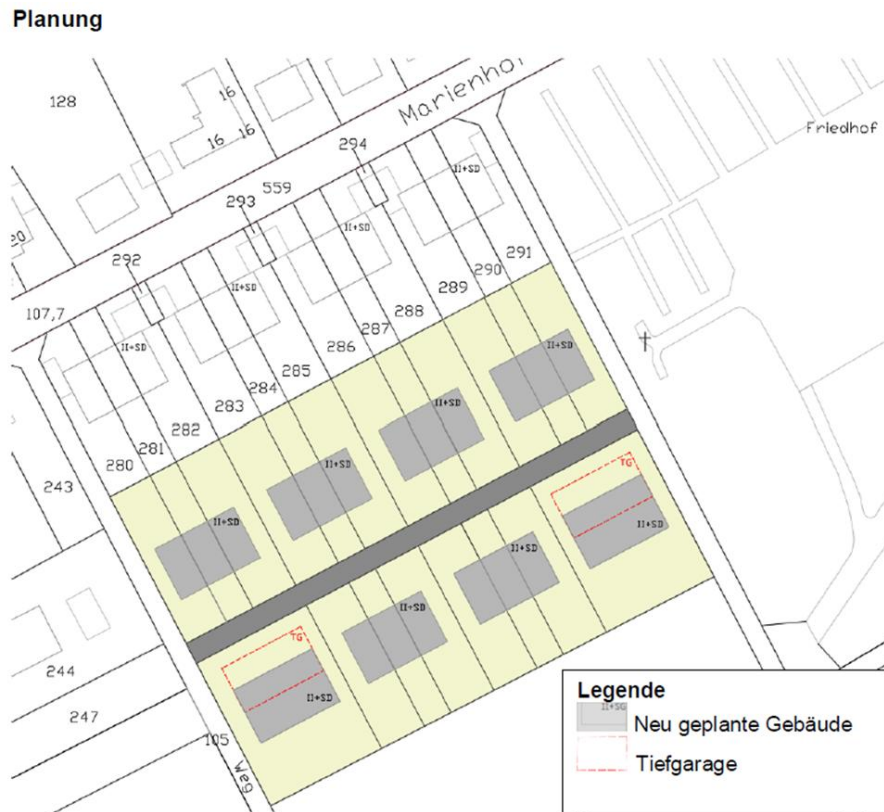 Planung
128
16
16 16
Marienhof
Friedhof
294
559
293
292
107,7
20
II+SD
II+SD
II+SD
II+SD
291
290
289
288
287
286
285
284
283
282
281
280
243
244
247
105
Weg
II+SD
II+SD
II+SD
II+SD
TG
II+SD
II+SD
II+SD
TG
II+SD
Legende
II+SG
Neu geplante Gebäude
Tiefgarage